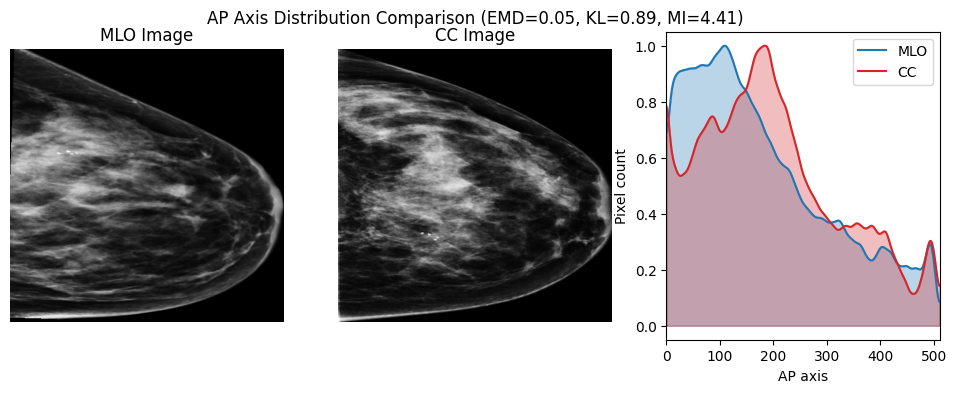 AP Axis Distribution Comparison (EMD=0.05, KL=0.89, MI=4.41)
MLO Image
CC Image
MLO
CC
Pixel count
1.0
0.8
0.6
0.4
0.2
0.0
0 100 200 300 400 500
AP axis